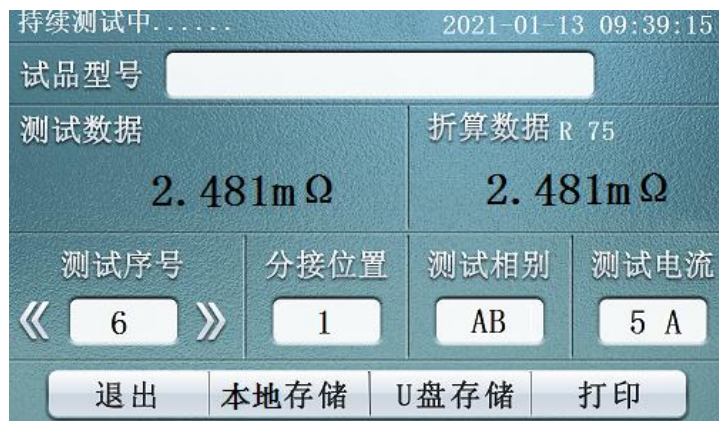 持续测试中...... 2021-01-13 09:39:15
试品型号
测试数据 折算数据 R 75
2.481mΩ 2.481mΩ
测试序号 分接位置 测试相别 测试电流
《 6 》 1 AB 5 A
退出 本地存储 U盘存储 打印